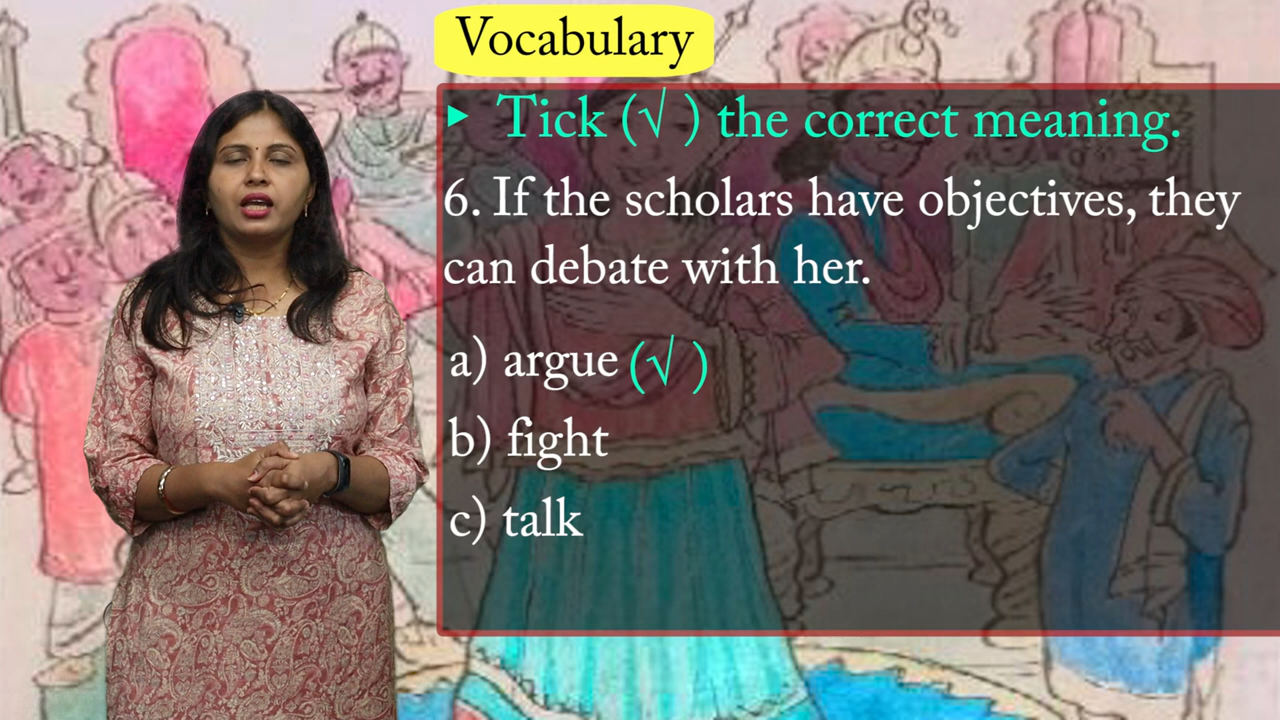 Vocabulary
▶ Tick (√ ) the correct meaning.
6. If the scholars have objectives, they
can debate with her.
a) argue (√ )
b) fight
c) talk